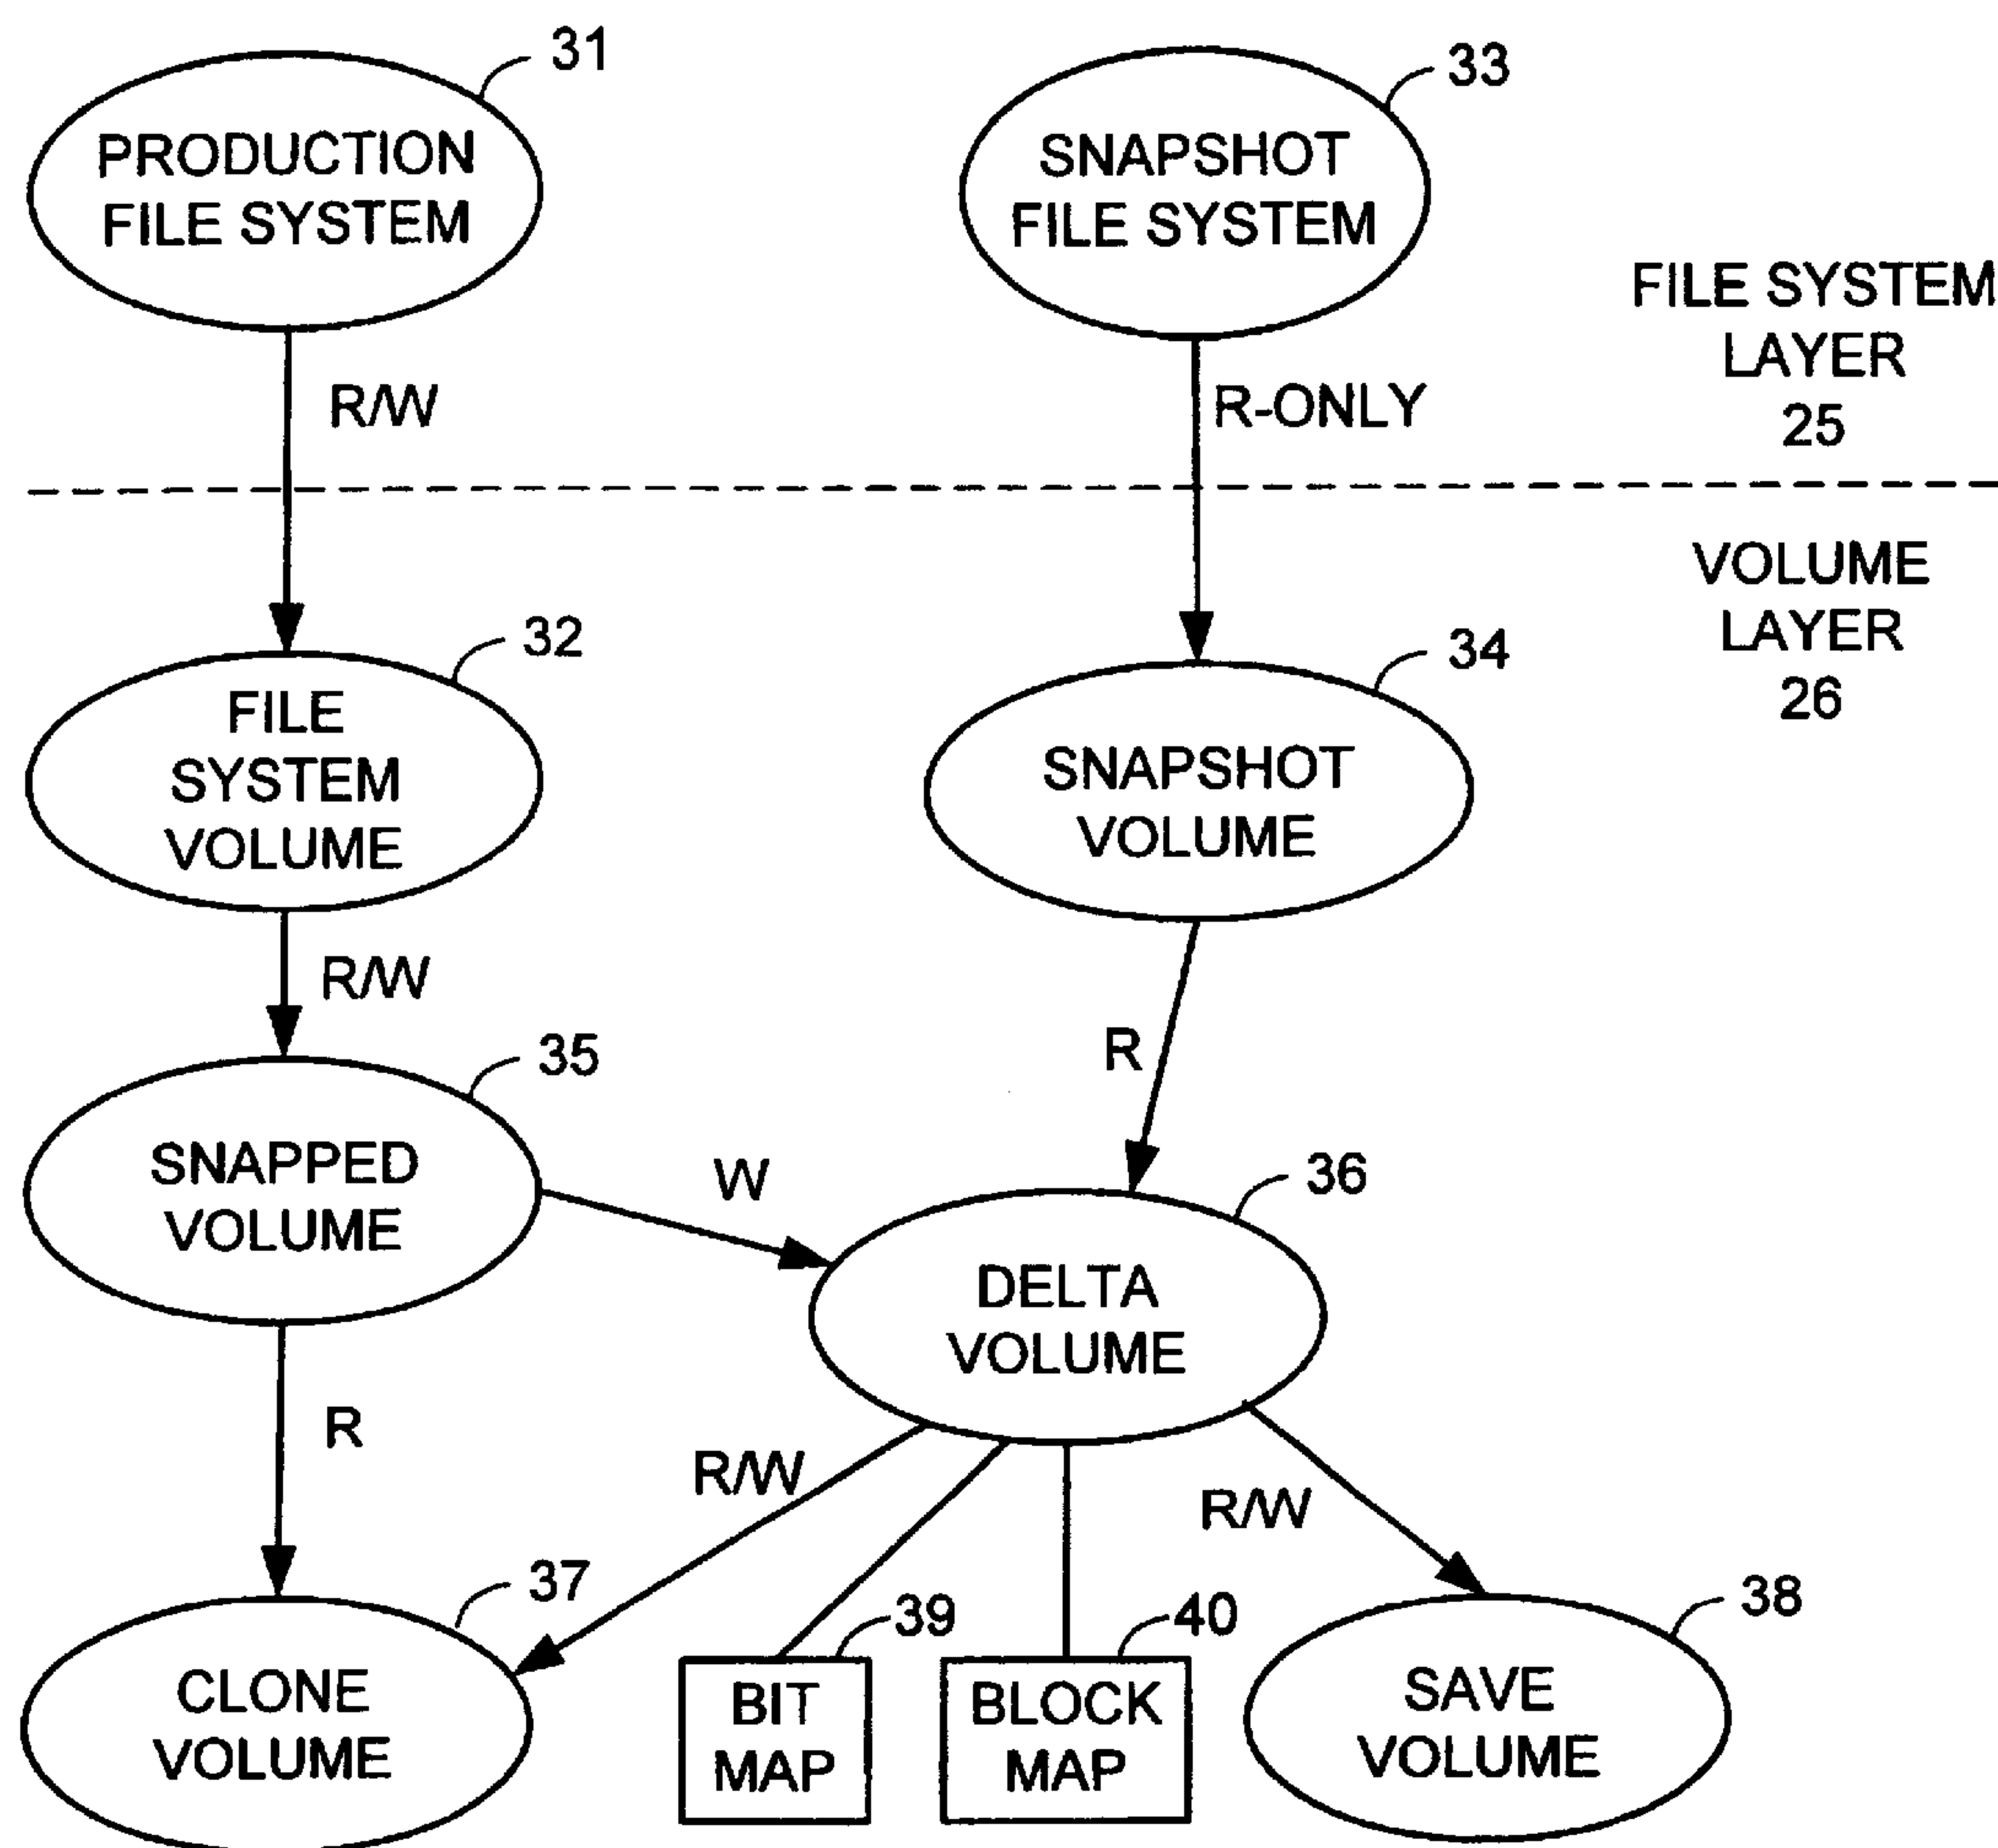 31
33
PRODUCTION
FILE SYSTEM
SNAPSHOT
FILE SYSTEM
FILE SYSTEM
LAYER
25
R/W
R-ONLY
VOLUME
LAYER
26
32
34
FILE
SYSTEM
VOLUME
SNAPSHOT
VOLUME
R/W
R
35
SNAPPED
VOLUME
W
36
DELTA
VOLUME
R
R/W
R/W
37
39
40
38
CLONE
VOLUME
BIT
MAP
BLOCK
MAP
SAVE
VOLUME